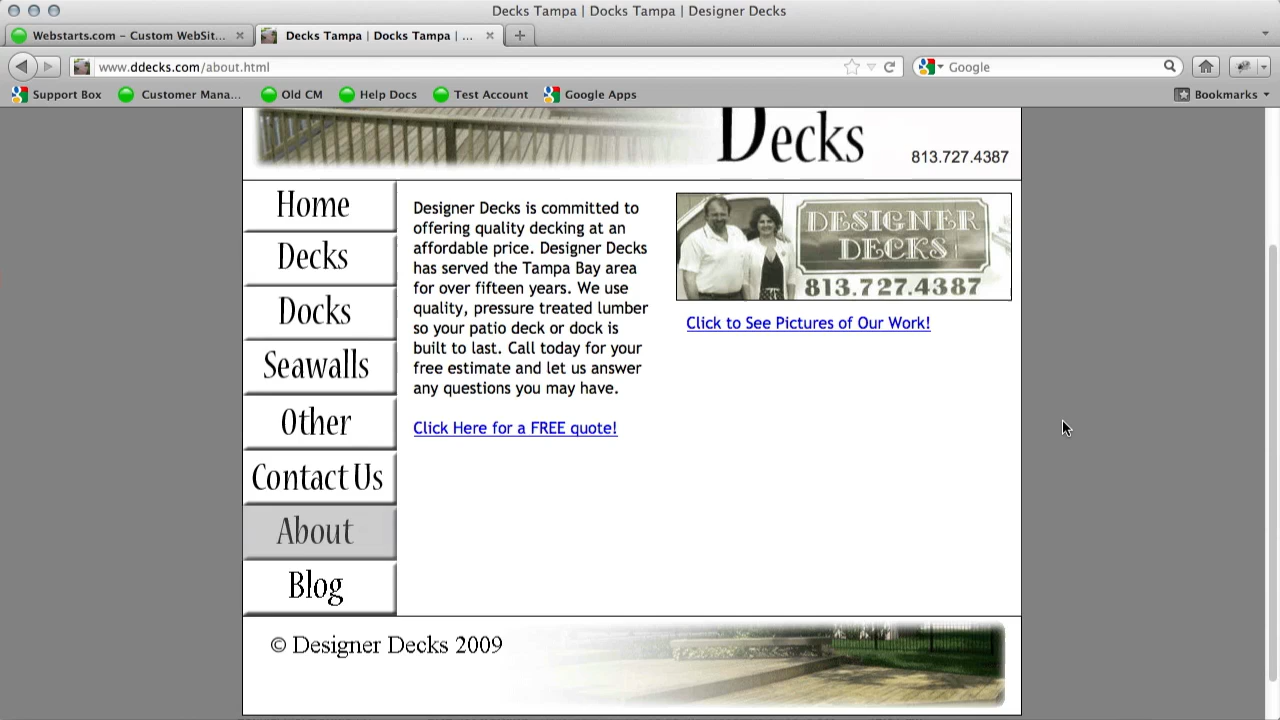 Decks Tampa | Docks Tampa | Designer Decks
Webstarts.com – Custom WebSit...
Decks Tampa | Docks Tampa | ...
www.ddecks.com/about.html
Google
Support Box
Customer Mana...
Old CM
Help Docs
Test Account
Google Apps
Bookmarks
Decks
813.727.4387
Home
Decks
Docks
Seawalls
Other
Contact Us
About
Blog
Designer Decks is committed to
offering quality decking at an
affordable price. Designer Decks
has served the Tampa Bay area
for over fifteen years. We use
quality, pressure treated lumber
so your patio deck or dock is
built to last. Call today for your
free estimate and let us answer
any questions you may have.
Click Here for a FREE quote!
DESIGNER
DECKS
813.727.4387
Click to See Pictures of Our Work!
© Designer Decks 2009